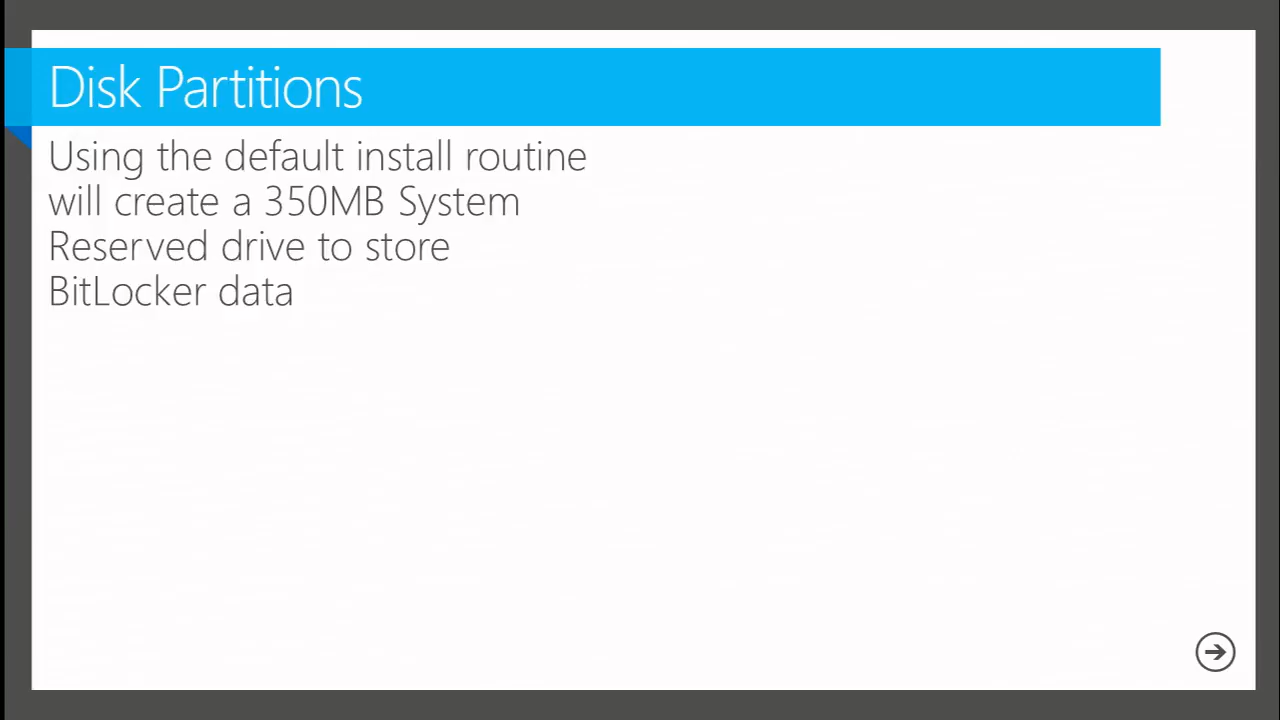 Disk Partitions
Using the default install routine
will create a 350MB System
Reserved drive to store
BitLocker data